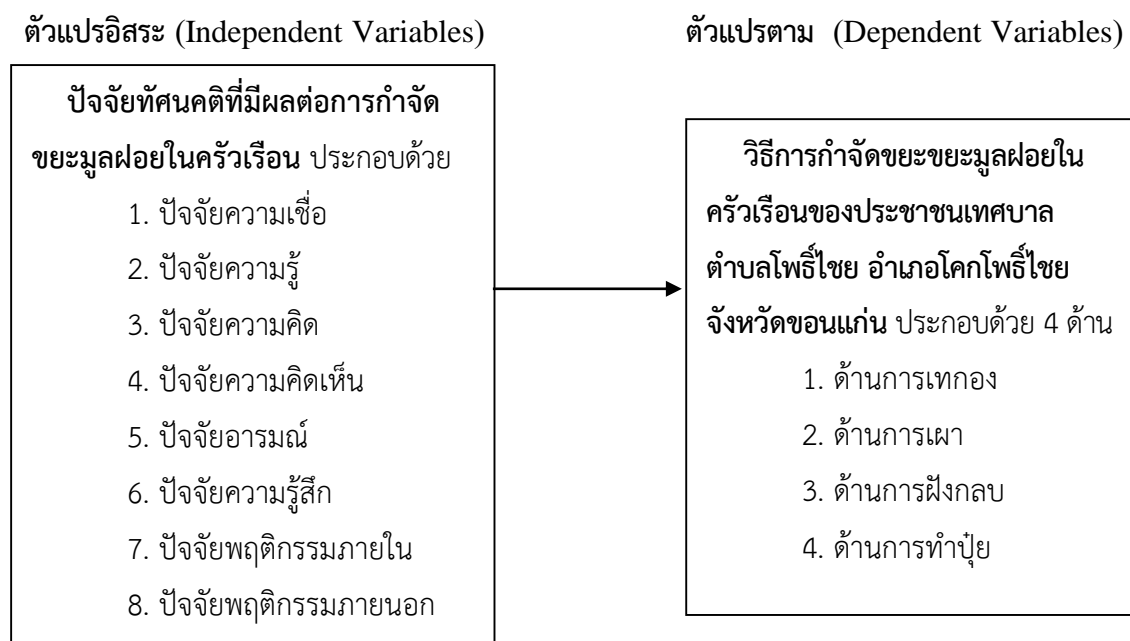 ตัวแปรอิสระ (Independent Variables)
ปัจจัยทัศนคติที่มีผลต่อการกำจัด
ขยะมูลฝอยในครัวเรือน ประกอบด้วย
1. ปัจจัยความเชื่อ
2. ปัจจัยความรู้
3. ปัจจัยความคิด
4. ปัจจัยความคิดเห็น
5. ปัจจัยอารมณ์
6. ปัจจัยความรู้สึก
7. ปัจจัยพฤติกรรมภายใน
8. ปัจจัยพฤติกรรมภายนอก
ตัวแปรตาม (Dependent Variables)
วิธีการกำจัดขยะขยะมูลฝอยใน
ครัวเรือนของประชาชนเทศบาล
ตำบลโพธิ์ไชย อำเภอโคกโพธิ์ไชย
จังหวัดขอนแก่น ประกอบด้วย 4 ด้าน
1. ด้านการเทกอง
2. ด้านการเผา
3. ด้านการฝังกลบ
4. ด้านการทำปุ๋ย